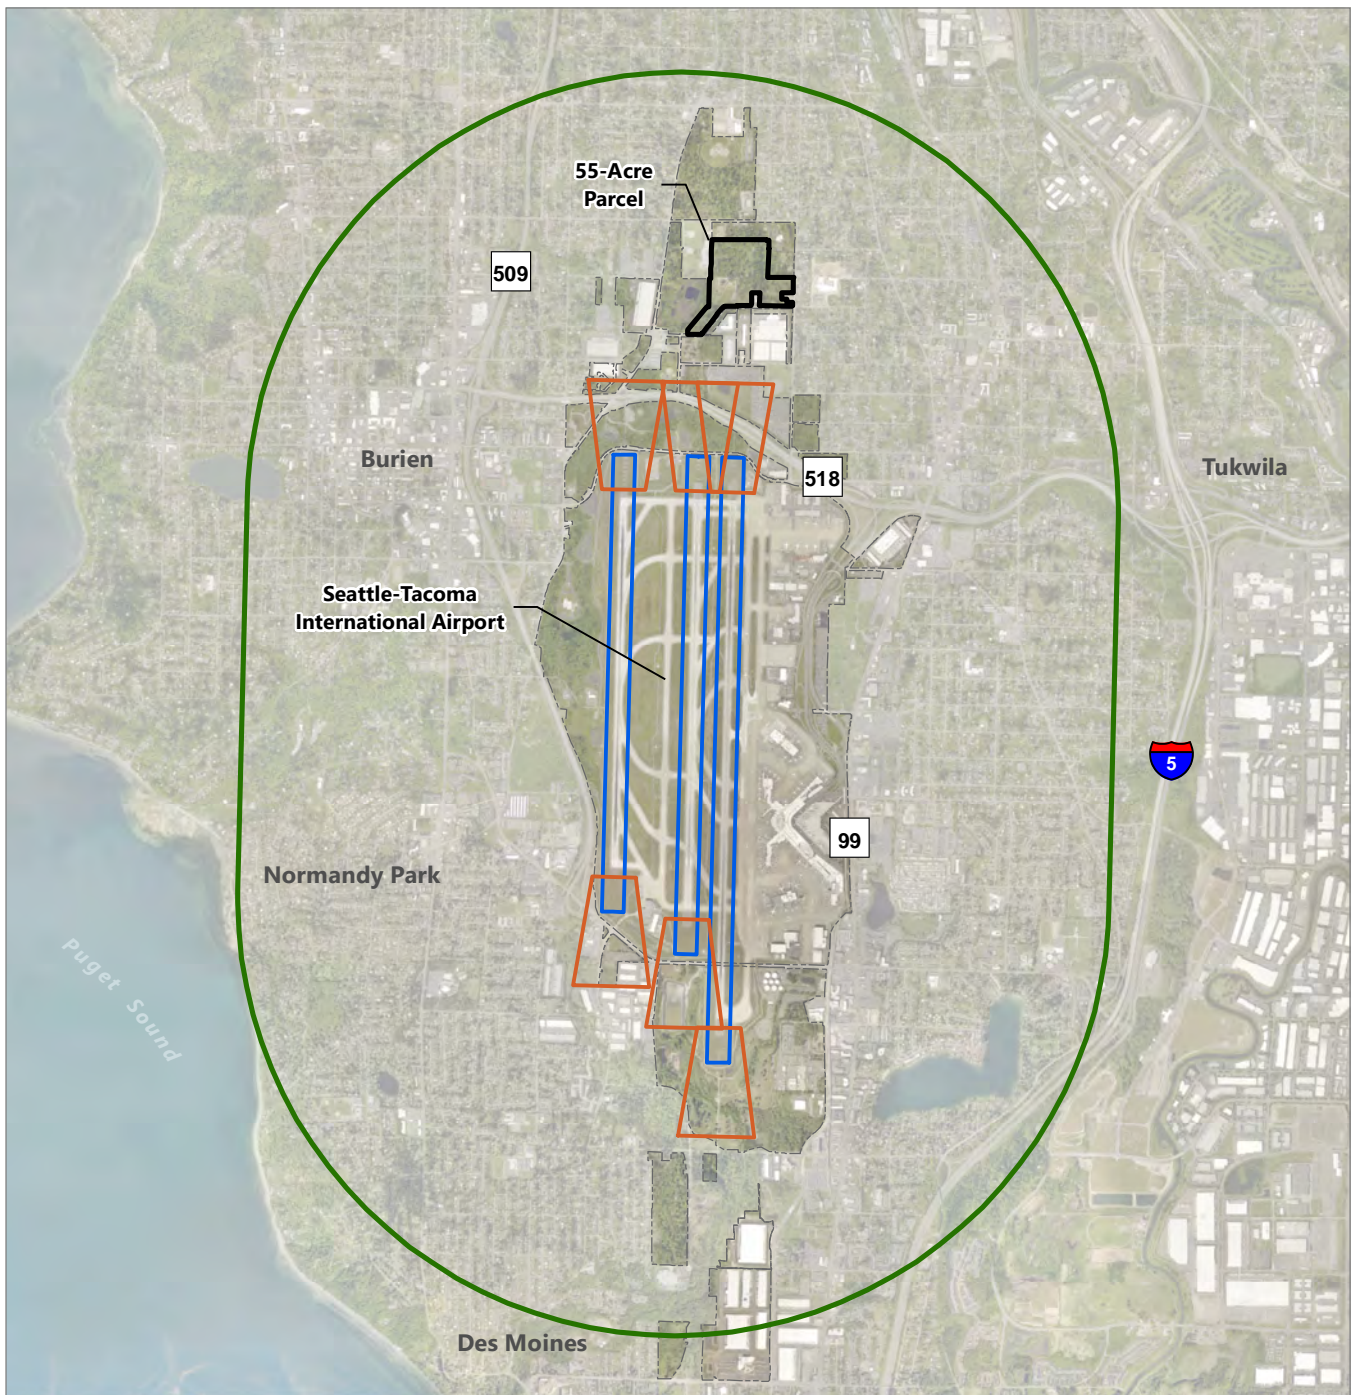 55-Acre
Parcel
509
Burien
518
Tukwila
Seattle-Tacoma
International Airport
5
99
Normandy Park
Puget Sound
Des Moines